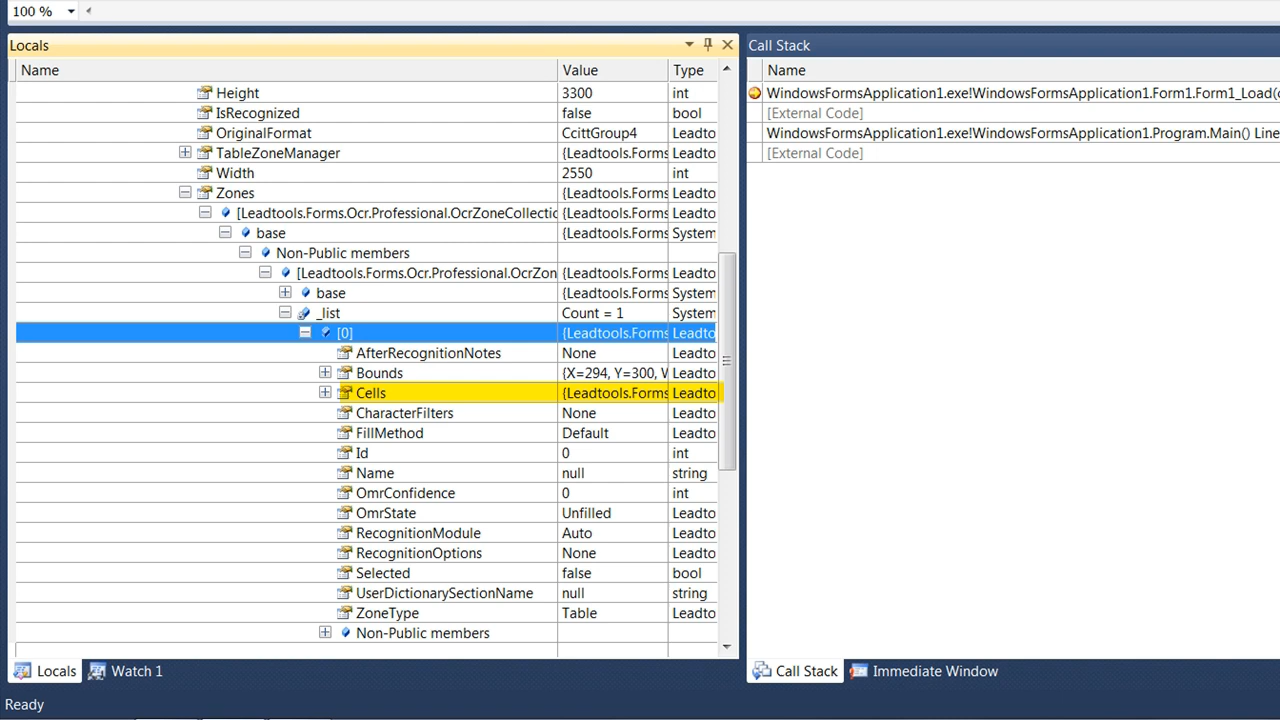 100 %
Locals
Name Value Type
Height 3300 int
IsRecognized false bool
OriginalFormat CcittGroup4 Leadto
TableZoneManager {Leadtools.Forms Leadto
Width 2550 int
Zones {Leadtools.Forms Leadto
[Leadtools.Forms.Ocr.Professional.OcrZoneCollectic {Leadtools.Forms Leadto
base {Leadtools.Forms System
Non-Public members
[Leadtools.Forms.Ocr.Professional.OcrZon {Leadtools.Forms Leadto
base {Leadtools.Forms System
_list Count = 1 System
[0] {Leadtools.Forms Leadto
AfterRecognitionNotes None Leadto
Bounds {X=294, Y=300, W Leadto
Cells {Leadtools.Forms Leadto
CharacterFilters None Leadto
FillMethod Default Leadto
Id 0 int
Name null string
OmrConfidence 0 int
OmrState Unfilled Leadto
RecognitionModule Auto Leadto
RecognitionOptions None Leadto
Selected false bool
UserDictionarySectionName null string
ZoneType Table Leadto
Non-Public members
Locals Watch 1
Call Stack
Name
WindowsFormsApplication1.exe!WindowsFormsApplication1.Form1.Form1_Load(
[External Code]
WindowsFormsApplication1.exe!WindowsFormsApplication1.Program.Main() Line
[External Code]
Call Stack Immediate Window
Ready